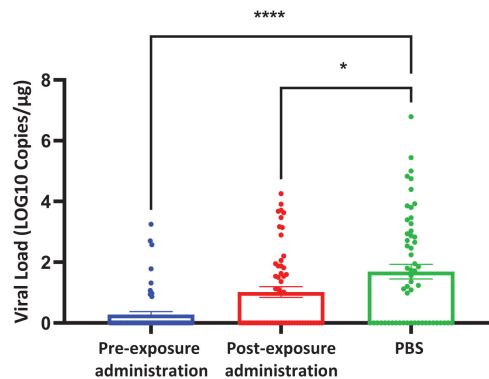 ****
*
8
6
4
2
0
Viral Load (LOG10 Copies/µg)
Pre-exposure
administration
Post-exposure
administration
PBS